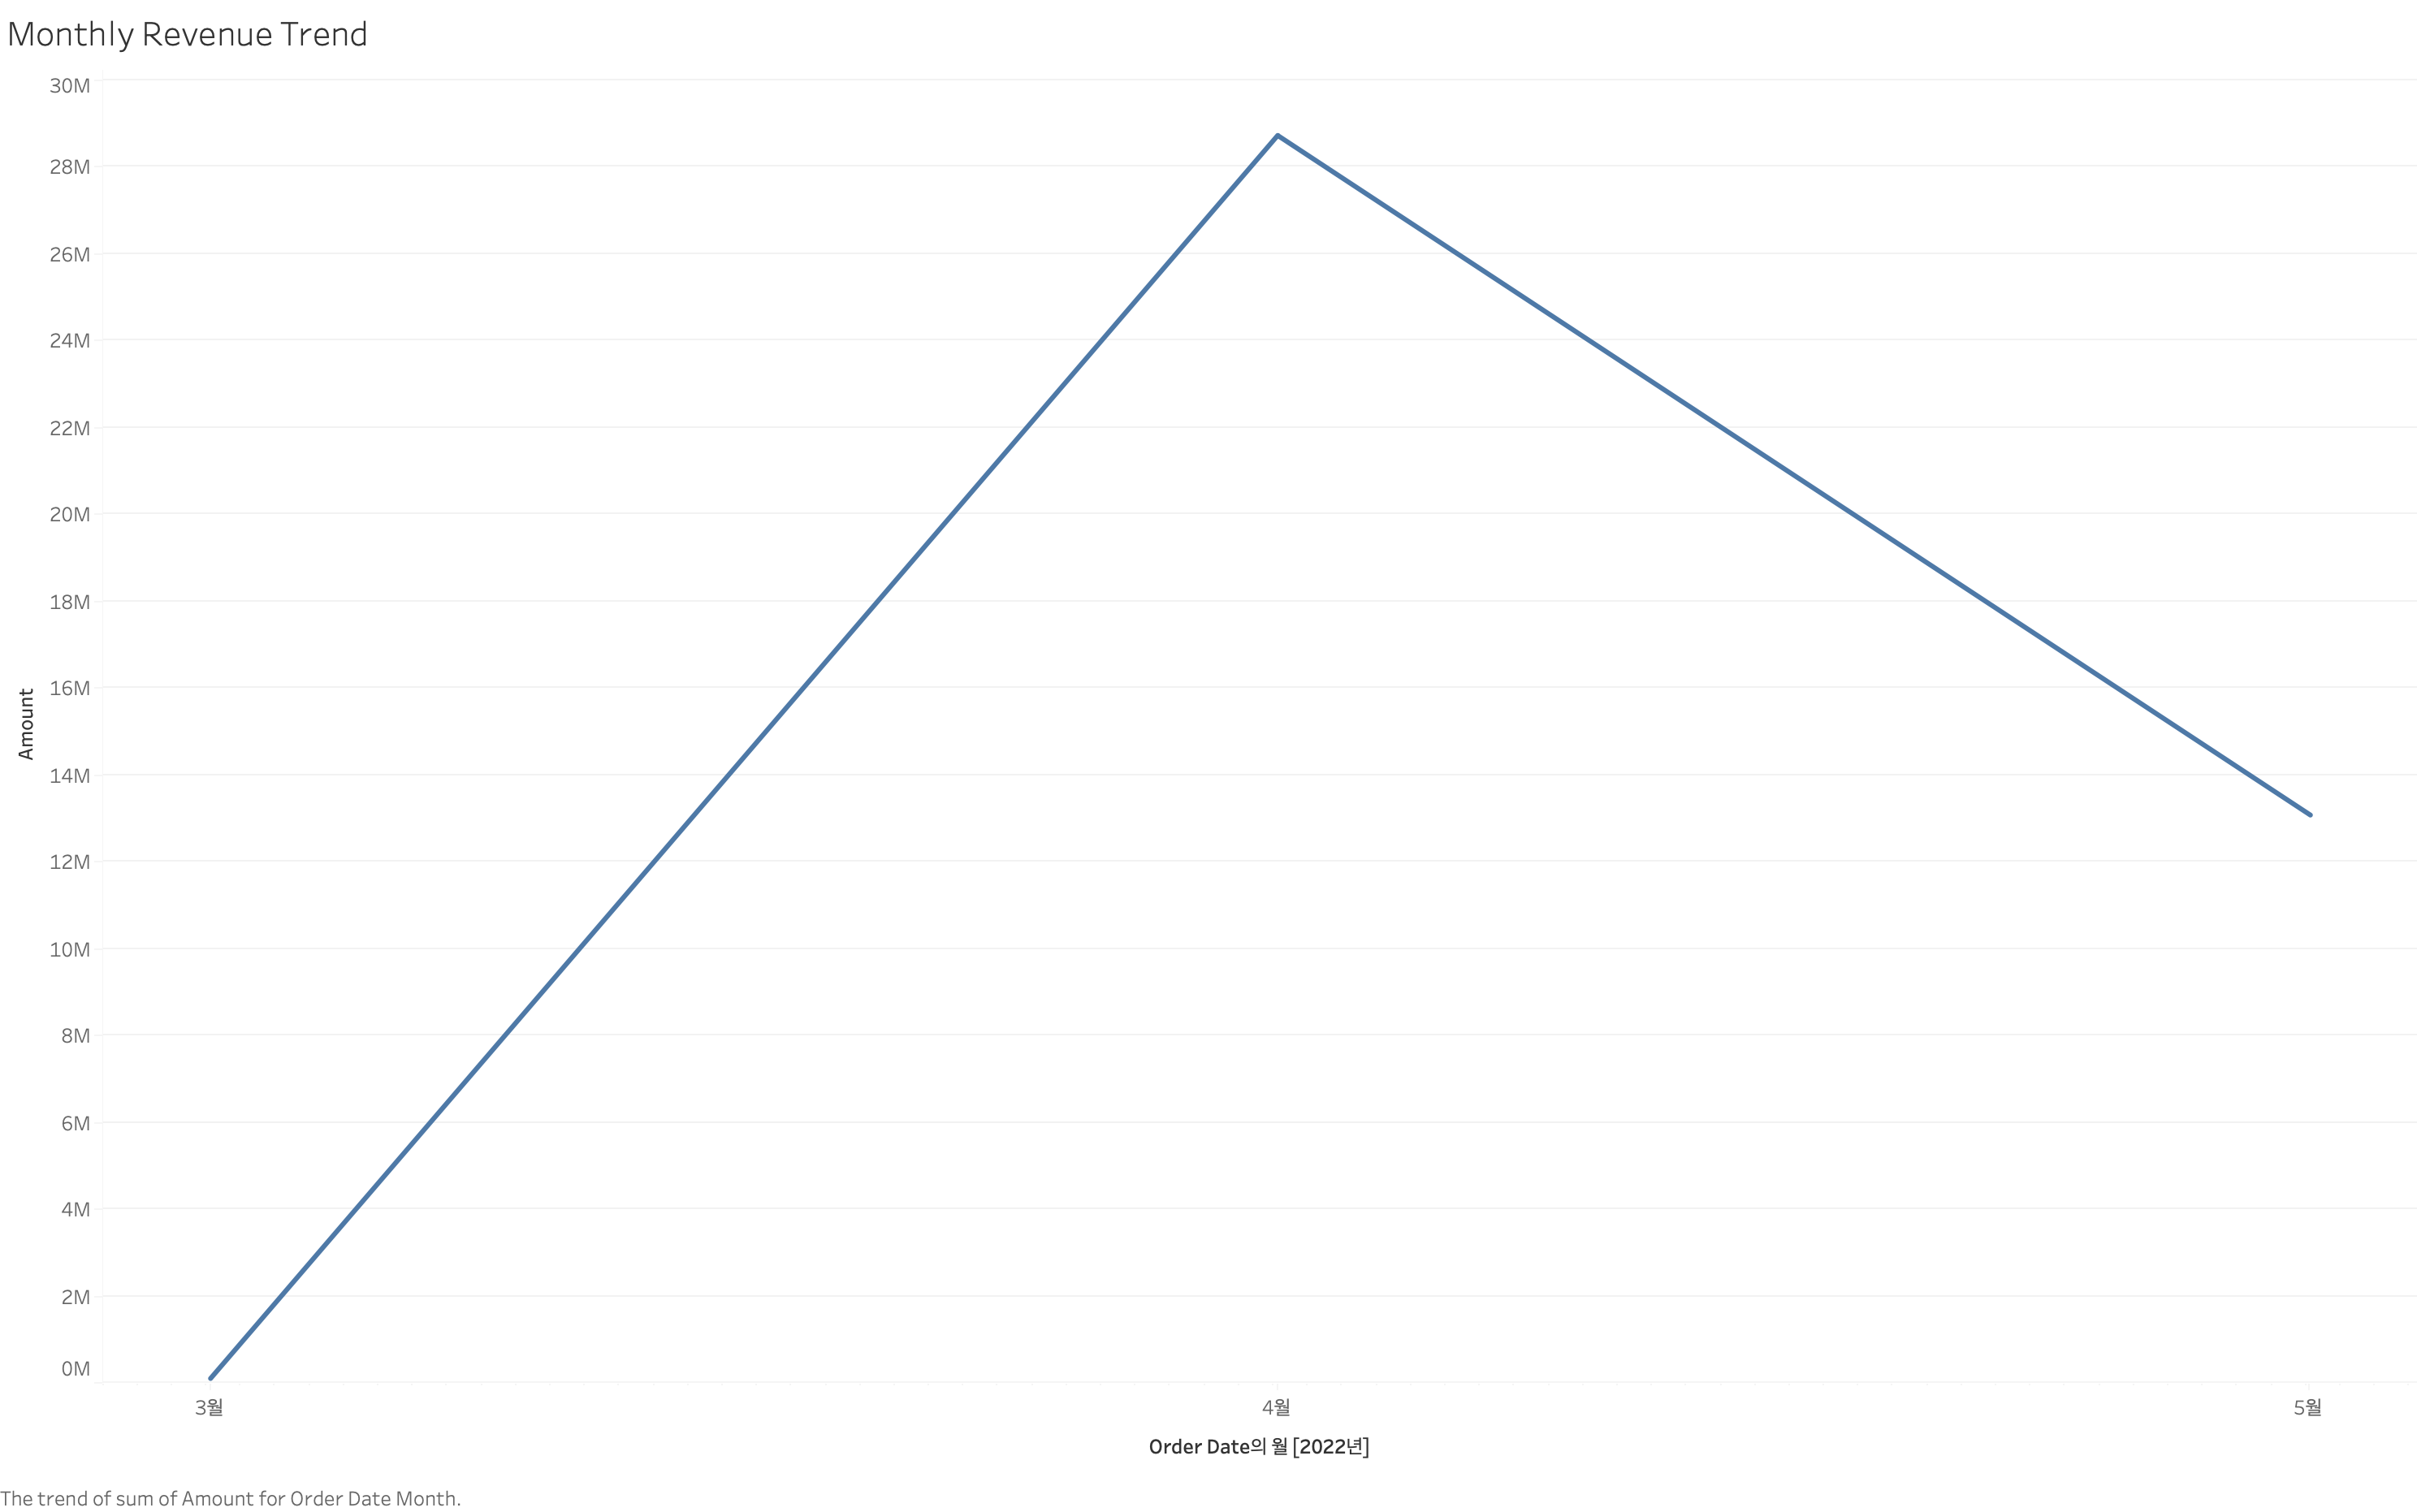 Monthly Revenue Trend
30M
28M
26M
24M
22M
20M
18M
16M
14M
12M
10M
8M
6M
4M
2M
0M
Amount
3월
4월
5월
Order Date의 월 [2022년]
The trend of sum of Amount for Order Date Month.